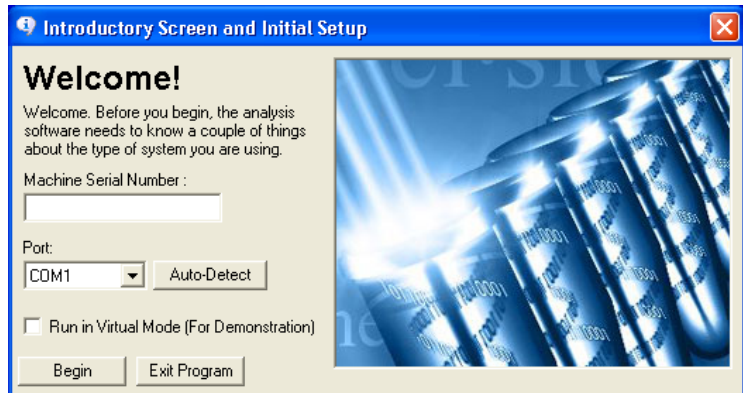 Introductory Screen and Initial Setup
Welcome!
Welcome. Before you begin, the analysis
software needs to know a couple of things
about the type of system you are using.
Machine Serial Number :
Port:
COM1
Auto-Detect
Run in Virtual Mode (For Demonstration)
Begin
Exit Program